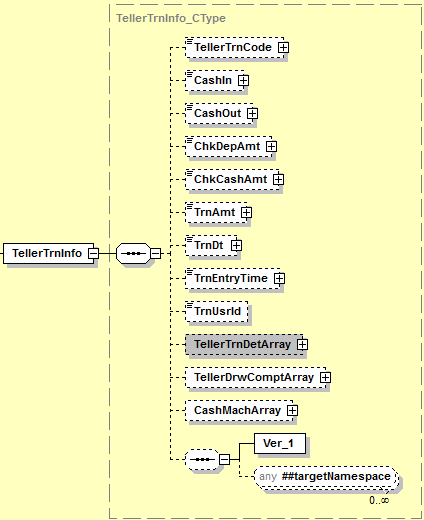 TellerTrnInfo_CType
TellerTrnCode
CashIn
CashOut
ChkDepAmt
ChkCashAmt
TrnAmt
TrnDt
TellerTrnInfo
TrnEntryTime
TrnUsrId
TellerTrnDetArray
TellerDrwComptArray
CashMachArray
Ver_1
any ##targetNamespace
0..∞